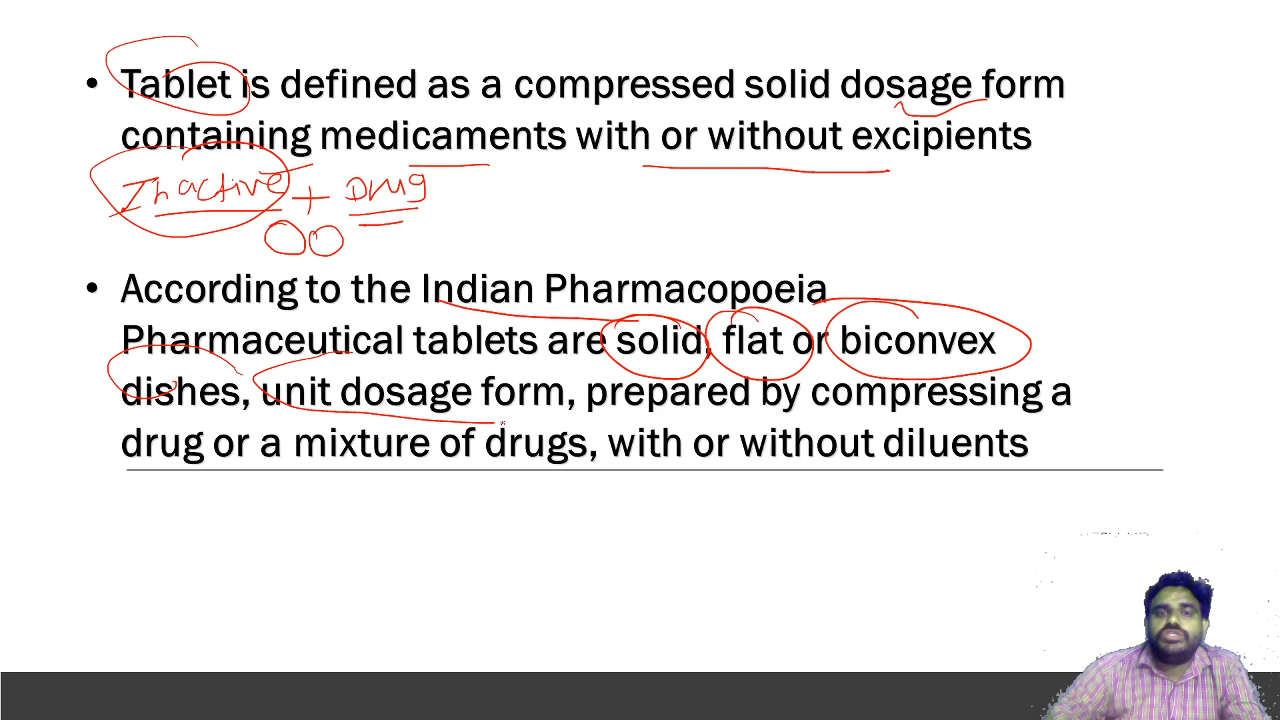 • Tablet is defined as a compressed solid dosage form
containing medicaments with or without excipients
Inactive + Drug
• According to the Indian Pharmacopoeia
Pharmaceutical tablets are solid, flat or biconvex
dishes, unit dosage form, prepared by compressing a
drug or a mixture of drugs, with or without diluents